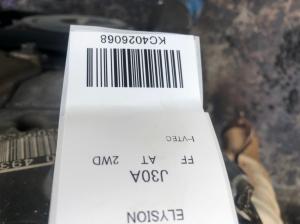 ELYSION
J30A
FF AT 2WD
I-VTEC
KC4026068